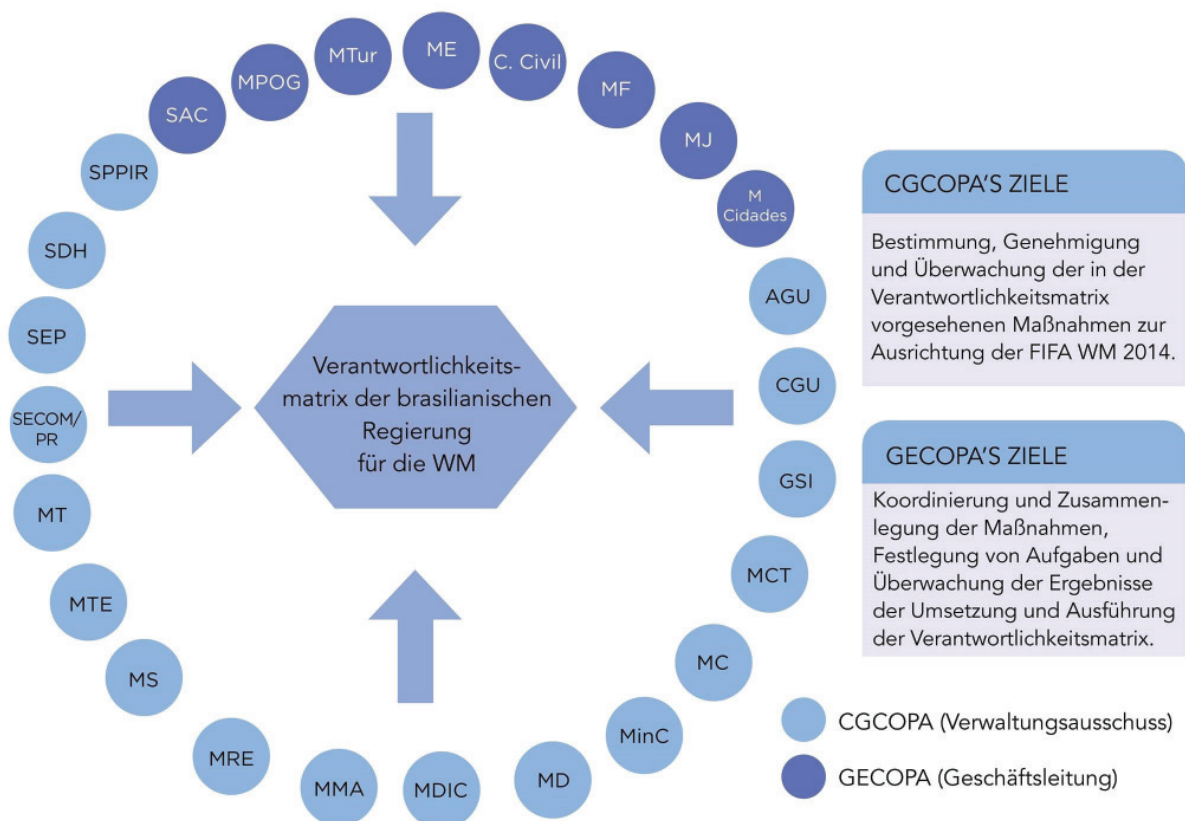 MTur
ME
C. Civil
MPOG
MF
SAC
MJ
SPPIR
M
Cidades
SDH
AGU
SEP
CGU
SECOM/
PR
GSI
MT
MCT
MTE
MC
MS
MinC
MRE
MD
MMA
MDIC
Verantwortlichkeits-
matrix der brasilianischen
Regierung
für die WM
CGCOPA'S ZIELE
Bestimmung, Genehmigung
und Überwachung der in der
Verantwortlichkeitsmatrix
vorgesehenen Maßnahmen zur
Ausrichtung der FIFA WM 2014.
GECOPA'S ZIELE
Koordinierung und Zusammen-
legung der Maßnahmen,
Festlegung von Aufgaben und
Überwachung der Ergebnisse
der Umsetzung und Ausführung
der Verantwortlichkeitsmatrix.
CGCOPA (Verwaltungsausschuss)
GECOPA (Geschäftsleitung)